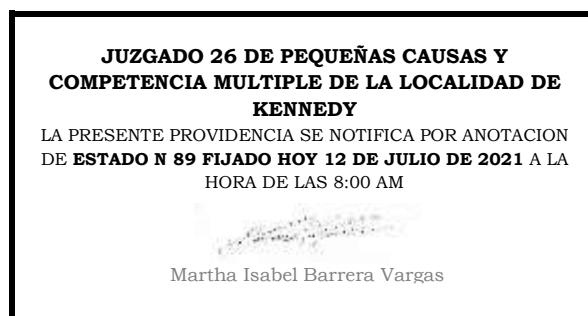 JUZGADO 26 DE PEQUEÑAS CAUSAS Y
COMPETENCIA MULTIPLE DE LA LOCALIDAD DE
KENNEDY
LA PRESENTE PROVIDENCIA SE NOTIFICA POR ANOTACION
DE ESTADO N 89 FIJADO HOY 12 DE JULIO DE 2021 A LA
HORA DE LAS 8:00 AM
Martha Isabel Barrera Vargas